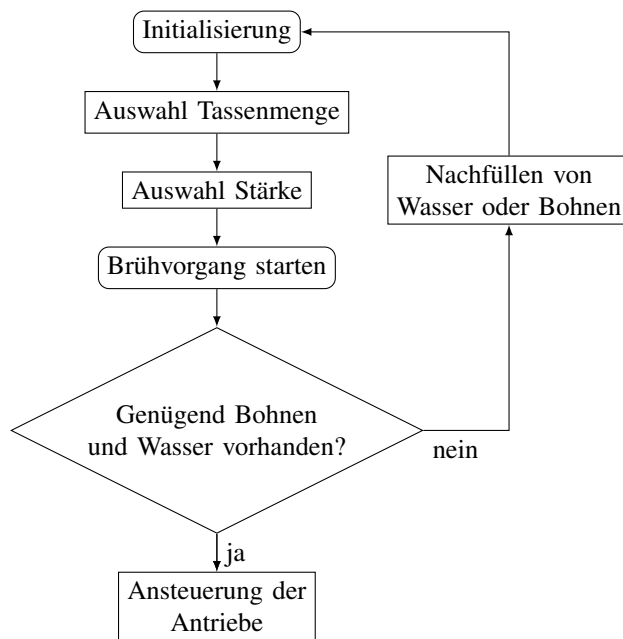 Initialisierung
Auswahl Tassenmenge
Auswahl Stärke
Nachfüllen von
Wasser oder Bohnen
Brühvorgang starten
Genügend Bohnen
und Wasser vorhanden?
nein
ja
Ansteuerung der
Antriebe